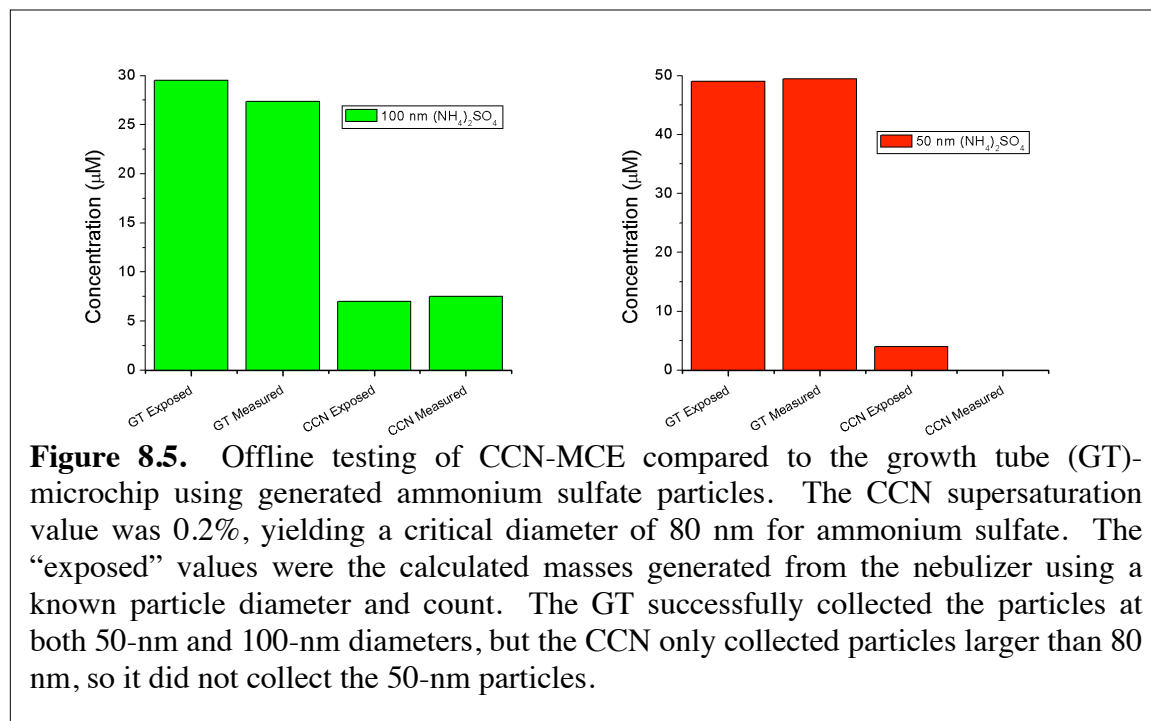 30
25
20
15
10
5
0
Concentration (µM)
100 nm (NH₄)₂SO₄
GT Exposed
GT Measured
CCN Exposed
CCN Measured
50
40
30
20
10
0
Concentration (µM)
50 nm (NH₄)₂SO₄
GT Exposed
GT Measured
CCN Exposed
CCN Measured
Figure 8.5. Offline testing of CCN-MCE compared to the growth tube (GT)-
microchip using generated ammonium sulfate particles. The CCN supersaturation
value was 0.2%, yielding a critical diameter of 80 nm for ammonium sulfate. The
“exposed” values were the calculated masses generated from the nebulizer using a
known particle diameter and count. The GT successfully collected the particles at
both 50-nm and 100-nm diameters, but the CCN only collected particles larger than 80
nm, so it did not collect the 50-nm particles.